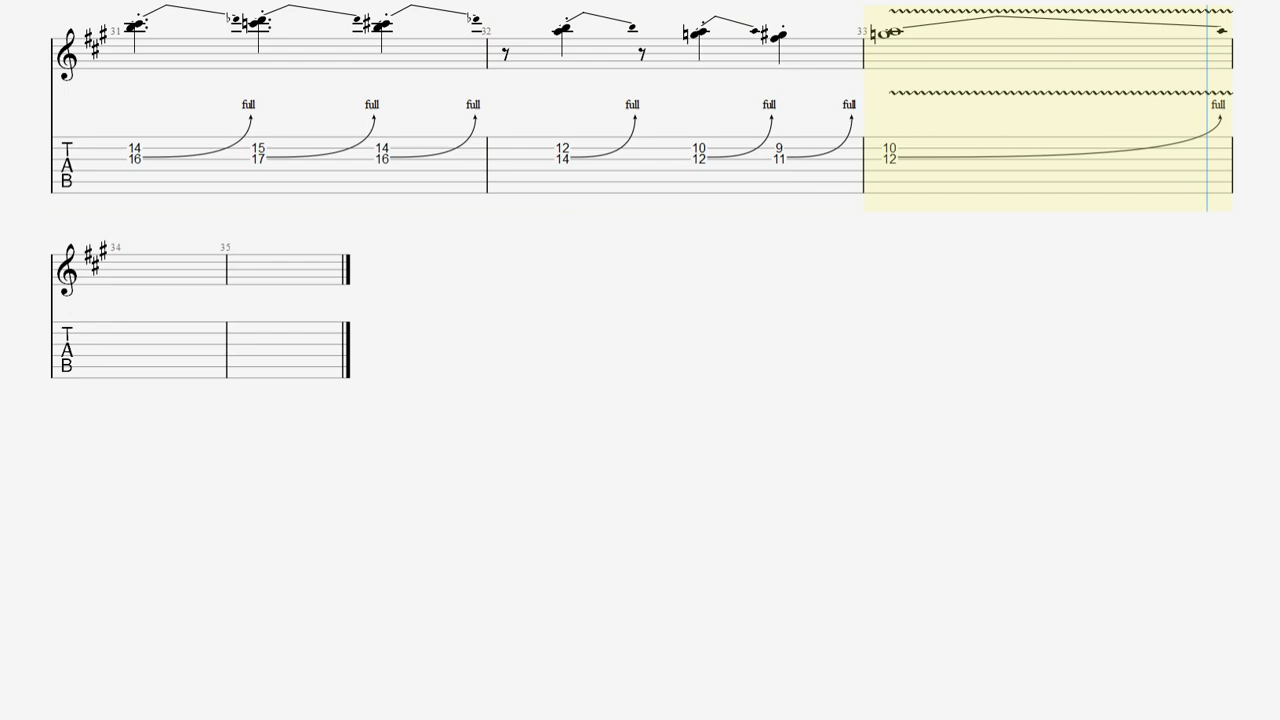 31 32 33
full full full full full full full
14 15 14 12 10 9 10
16 17 16 14 12 11 12
T
A
B
34 35
T
A
B